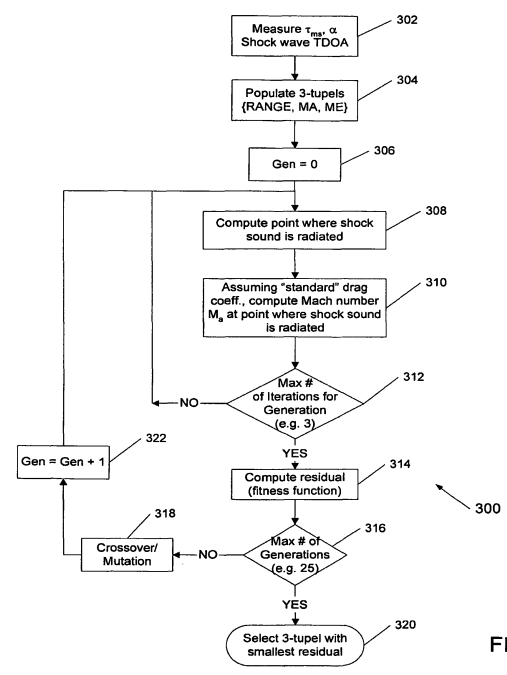 Measure τms, α
Shock wave TDOA
302
Populate 3-tupels
{RANGE, MA, ME}
304
Gen = 0
306
Compute point where shock
sound is radiated
308
Assuming "standard" drag
coeff., compute Mach number
Ma at point where shock sound
is radiated
310
Max #
of Iterations for
Generation
(e.g. 3)
312
NO
YES
322
Gen = Gen + 1
Compute residual
(fitness function)
314
300
318
Crossover/
Mutation
NO
Max # of
Generations
(e.g. 25)
316
YES
Select 3-tupel with
smallest residual
320